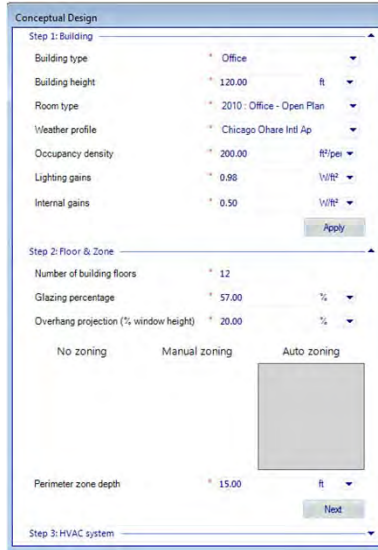 Conceptual Design
Step 1: Building
Building type * Office
Building height * 120.00 ft
Room type * 2010 : Office - Open Plan
Weather profile * Chicago Ohare Intl Ap
Occupancy density * 200.00 ft²/per
Lighting gains * 0.98 W/ft²
Internal gains * 0.50 W/ft²
Apply
Step 2: Floor & Zone
Number of building floors * 12
Glazing percentage * 57.00 %
Overhang projection (% window height) * 20.00 %
No zoning Manual zoning Auto zoning
Perimeter zone depth * 15.00 ft
Next
Step 3: HVAC system